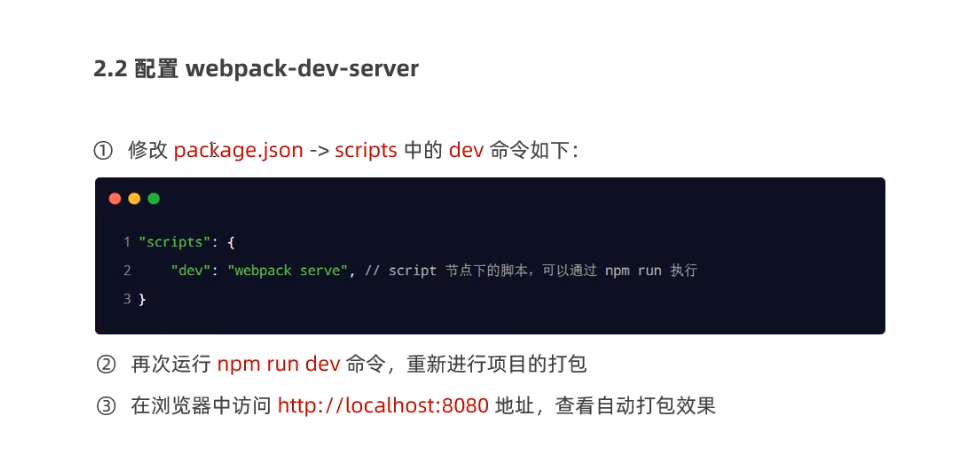 2.2 配置 webpack-dev-server
① 修改 package.json -> scripts 中的 dev 命令如下：
1 "scripts": {
2 "dev": "webpack serve", // script 节点下的脚本，可以通过 npm run 执行
3 }
② 再次运行 npm run dev 命令，重新进行项目的打包
③ 在浏览器中访问 http://localhost:8080 地址，查看自动打包效果